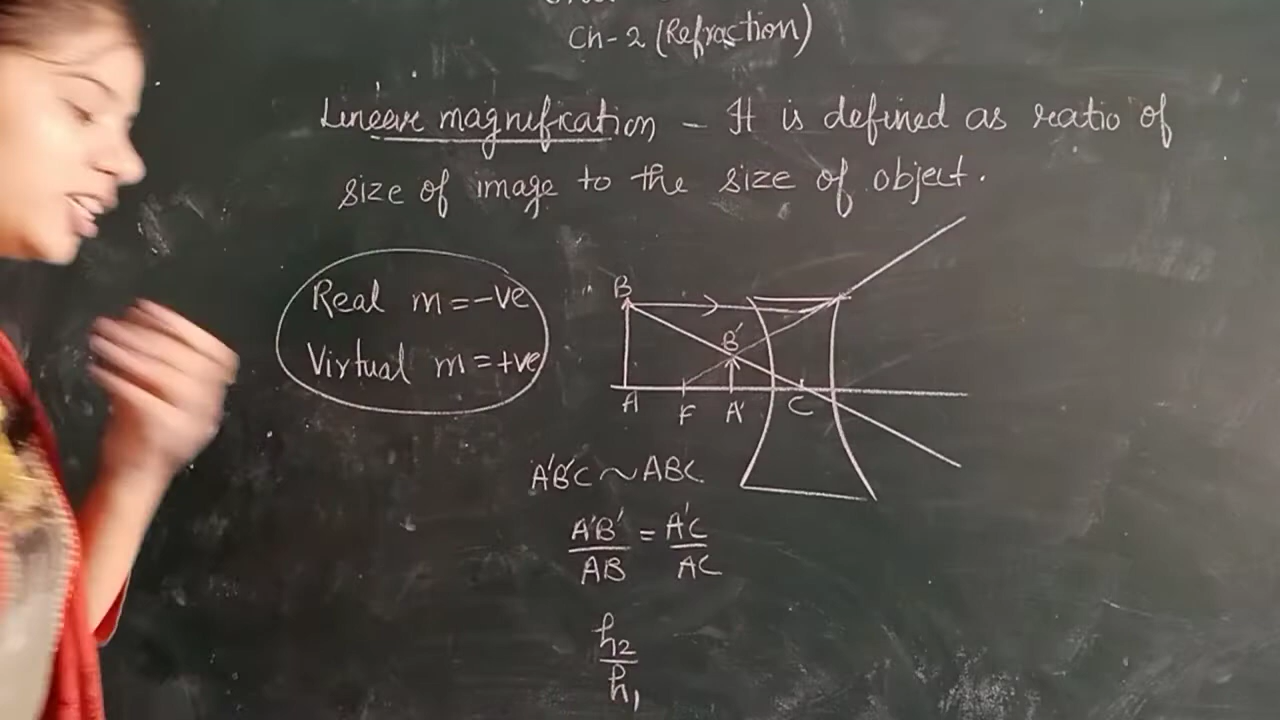 Ch-2 (Refraction)
Linear magnification - It is defined as ratio of
size of image to the size of object.
Real m=-ve
Virtual m=+ve
B
B'
A
F
A'
C
A'B'C ~ ABC
A'B'/AB = A'C/AC
h2/h1